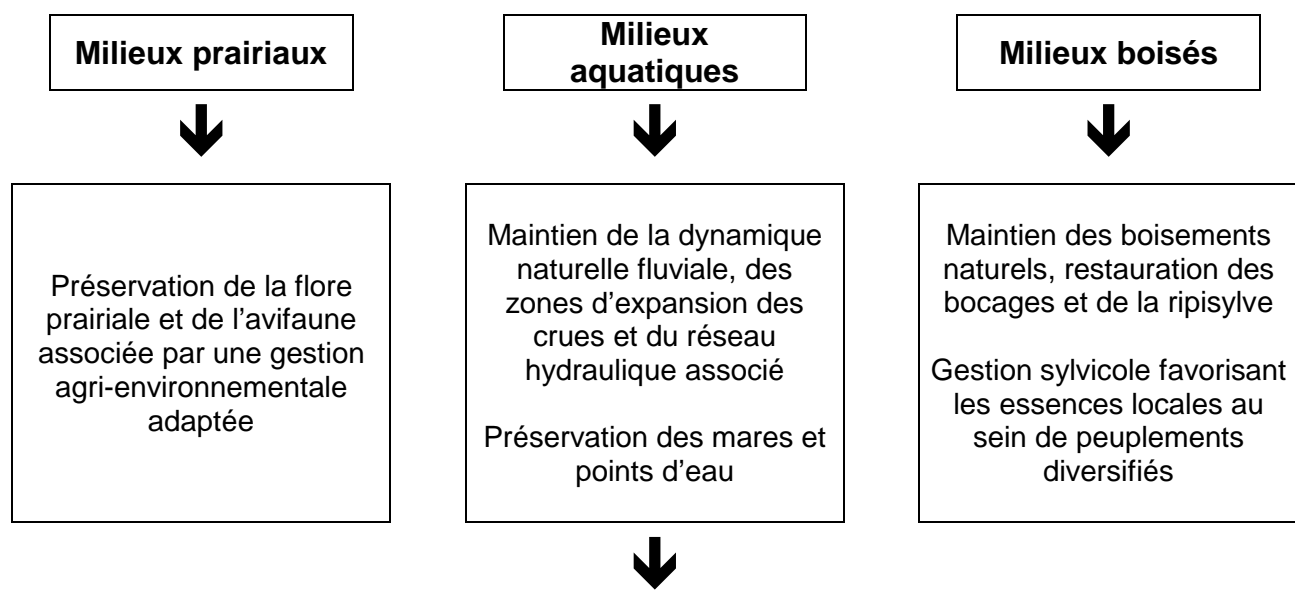 Milieux prairiaux
Milieux
aquatiques
Milieux boisés
Préservation de la flore
prairiale et de l'avifaune
associée par une gestion
agri-environnementale
adaptée
Maintien de la dynamique
naturelle fluviale, des
zones d'expansion des
crues et du réseau
hydraulique associé
Préservation des mares et
points d'eau
Maintien des boisements
naturels, restauration des
bocages et de la ripisylve
Gestion sylvicole favorisant
les essences locales au
sein de peuplements
diversifiés